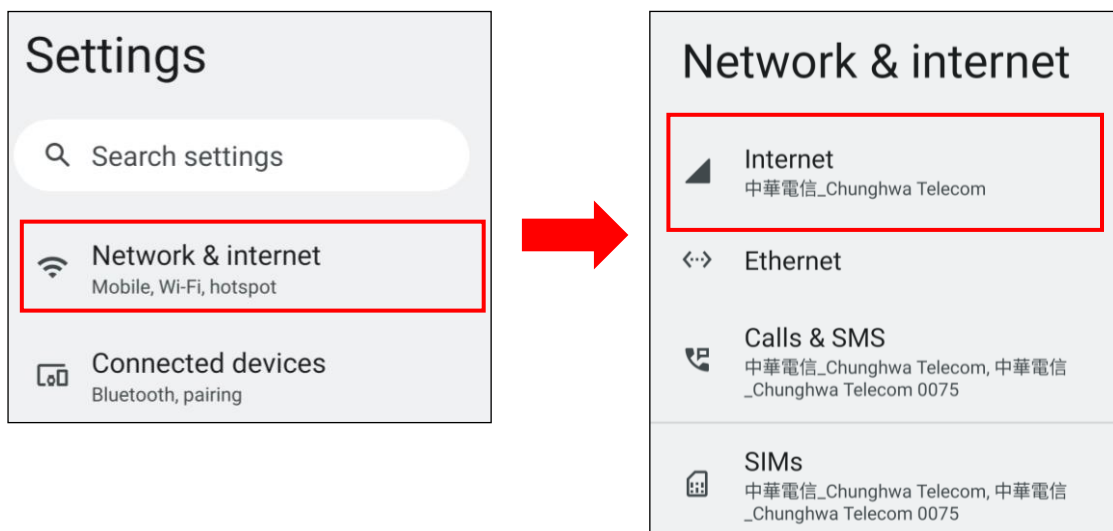 Settings
Search settings
Network & internet
Mobile, Wi-Fi, hotspot
Connected devices
Bluetooth, pairing
Network & internet
Internet
中華電信_Chunghwa Telecom
Ethernet
Calls & SMS
中華電信_Chunghwa Telecom, 中華電信
_Chunghwa Telecom 0075
SIMs
中華電信_Chunghwa Telecom, 中華電信
_Chunghwa Telecom 0075